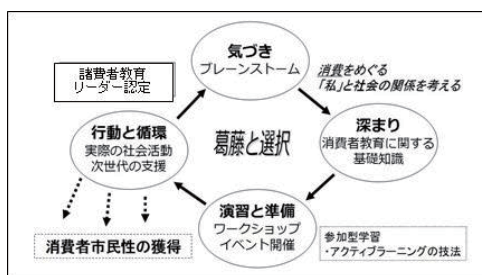 気づき
ブレーンストーム
諸費者教育
リーダー認定
消費をめぐる
「私」と社会の関係を考える
行動と循環
実際の社会活動
次世代の支援
葛藤と選択
深まり
消費者教育に関する
基礎知識
演習と準備
ワークショップ
イベント開催
消費者市民性の獲得
参加型学習
・アクティブラーニングの技法